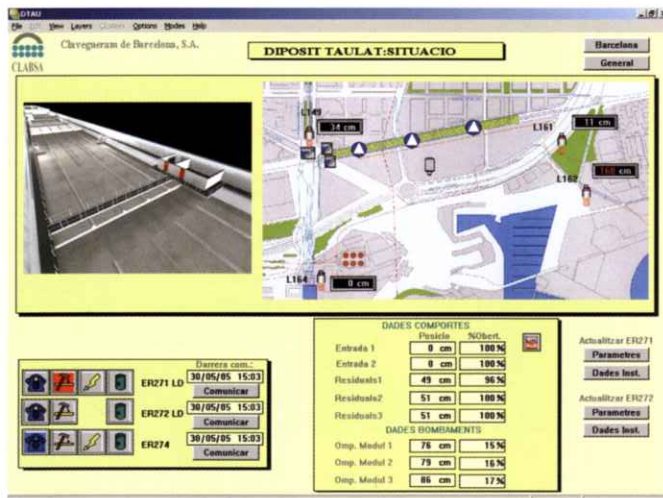 DTAU
File Edit View Layers Options Modes Help
Clavegueram de Barcelona, S.A.
CLABSA
DIPOSIT TAULAT:SITUACIO
Barcelona
General
C149
34 cm
L161
11 cm
L162
160 cm
L164
0 cm
Darrera com.:
ER271 LD
30/05/05 15:03
Comunicar
ER272 LD
30/05/05 15:03
Comunicar
ER274
30/05/05 15:03
Comunicar
DADES COMPORTES
Posicio %Obert.
Entrada 1 0 cm 100 %
Entrada 2 0 cm 100 %
Residuals1 49 cm 96 %
Residuals2 51 cm 100 %
Residuals3 51 cm 100 %
DADES BOMBAMENTS
Omp. Modul 1 76 cm 15 %
Omp. Modul 2 79 cm 16 %
Omp. Modul 3 86 cm 17 %
Actualitzar ER271
Parametres
Dades Inst.
Actualitzar ER272
Parametres
Dades Inst.